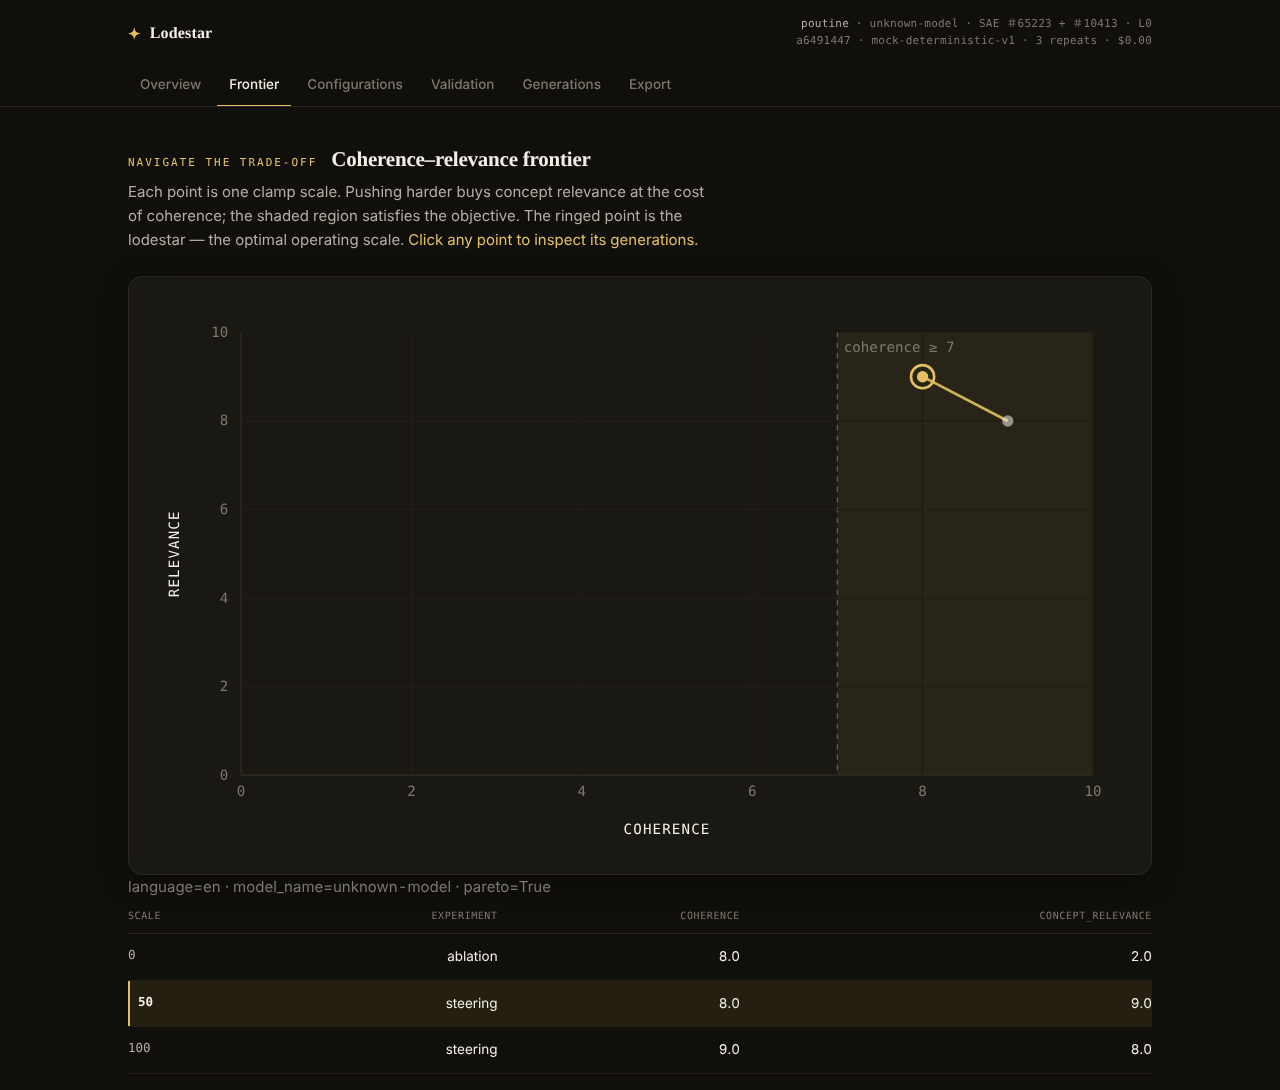 ✦ Lodestar
poutine · unknown-model · SAE #65223 + #10413 · L0
a6491447 · mock-deterministic-v1 · 3 repeats · $0.00
Overview Frontier Configurations Validation Generations Export
NAVIGATE THE TRADE-OFF Coherence–relevance frontier
Each point is one clamp scale. Pushing harder buys concept relevance at the cost
of coherence; the shaded region satisfies the objective. The ringed point is the
lodestar — the optimal operating scale. Click any point to inspect its generations.
10
coherence ≥ 7
8
6
RELEVANCE
4
2
0
0 2 4 6 8 10
COHERENCE
language=en · model_name=unknown-model · pareto=True
SCALE EXPERIMENT COHERENCE CONCEPT_RELEVANCE
0 ablation 8.0 2.0
50 steering 8.0 9.0
100 steering 9.0 8.0